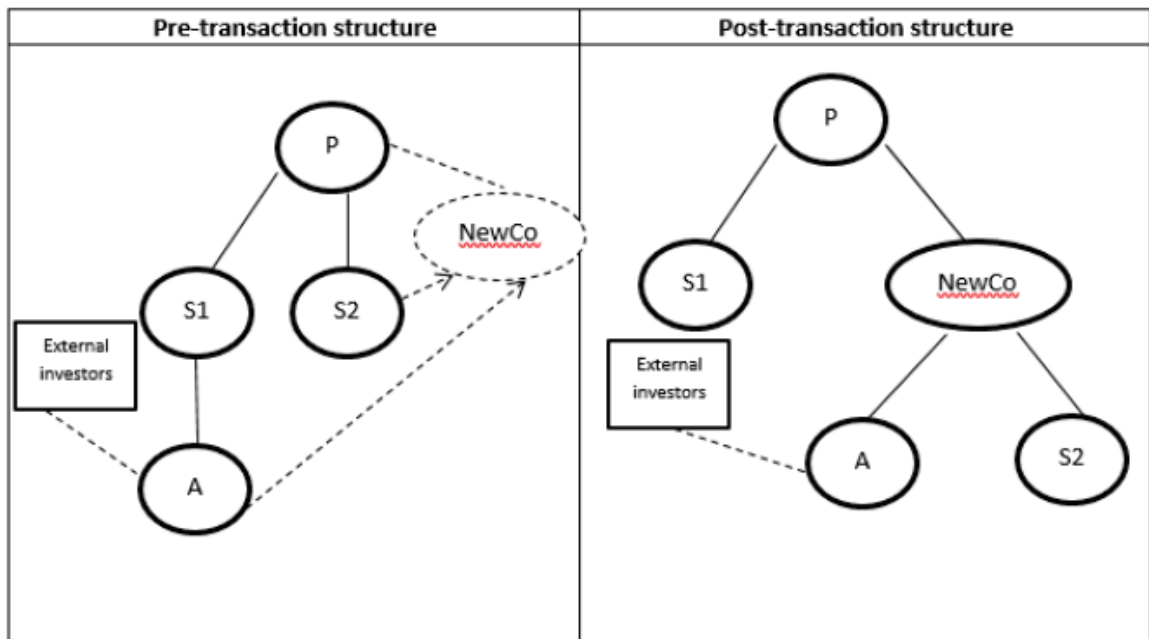 Pre-transaction structure
P
NewCo
S1
S2
External
investors
A
Post-transaction structure
P
S1
NewCo
External
investors
A
S2